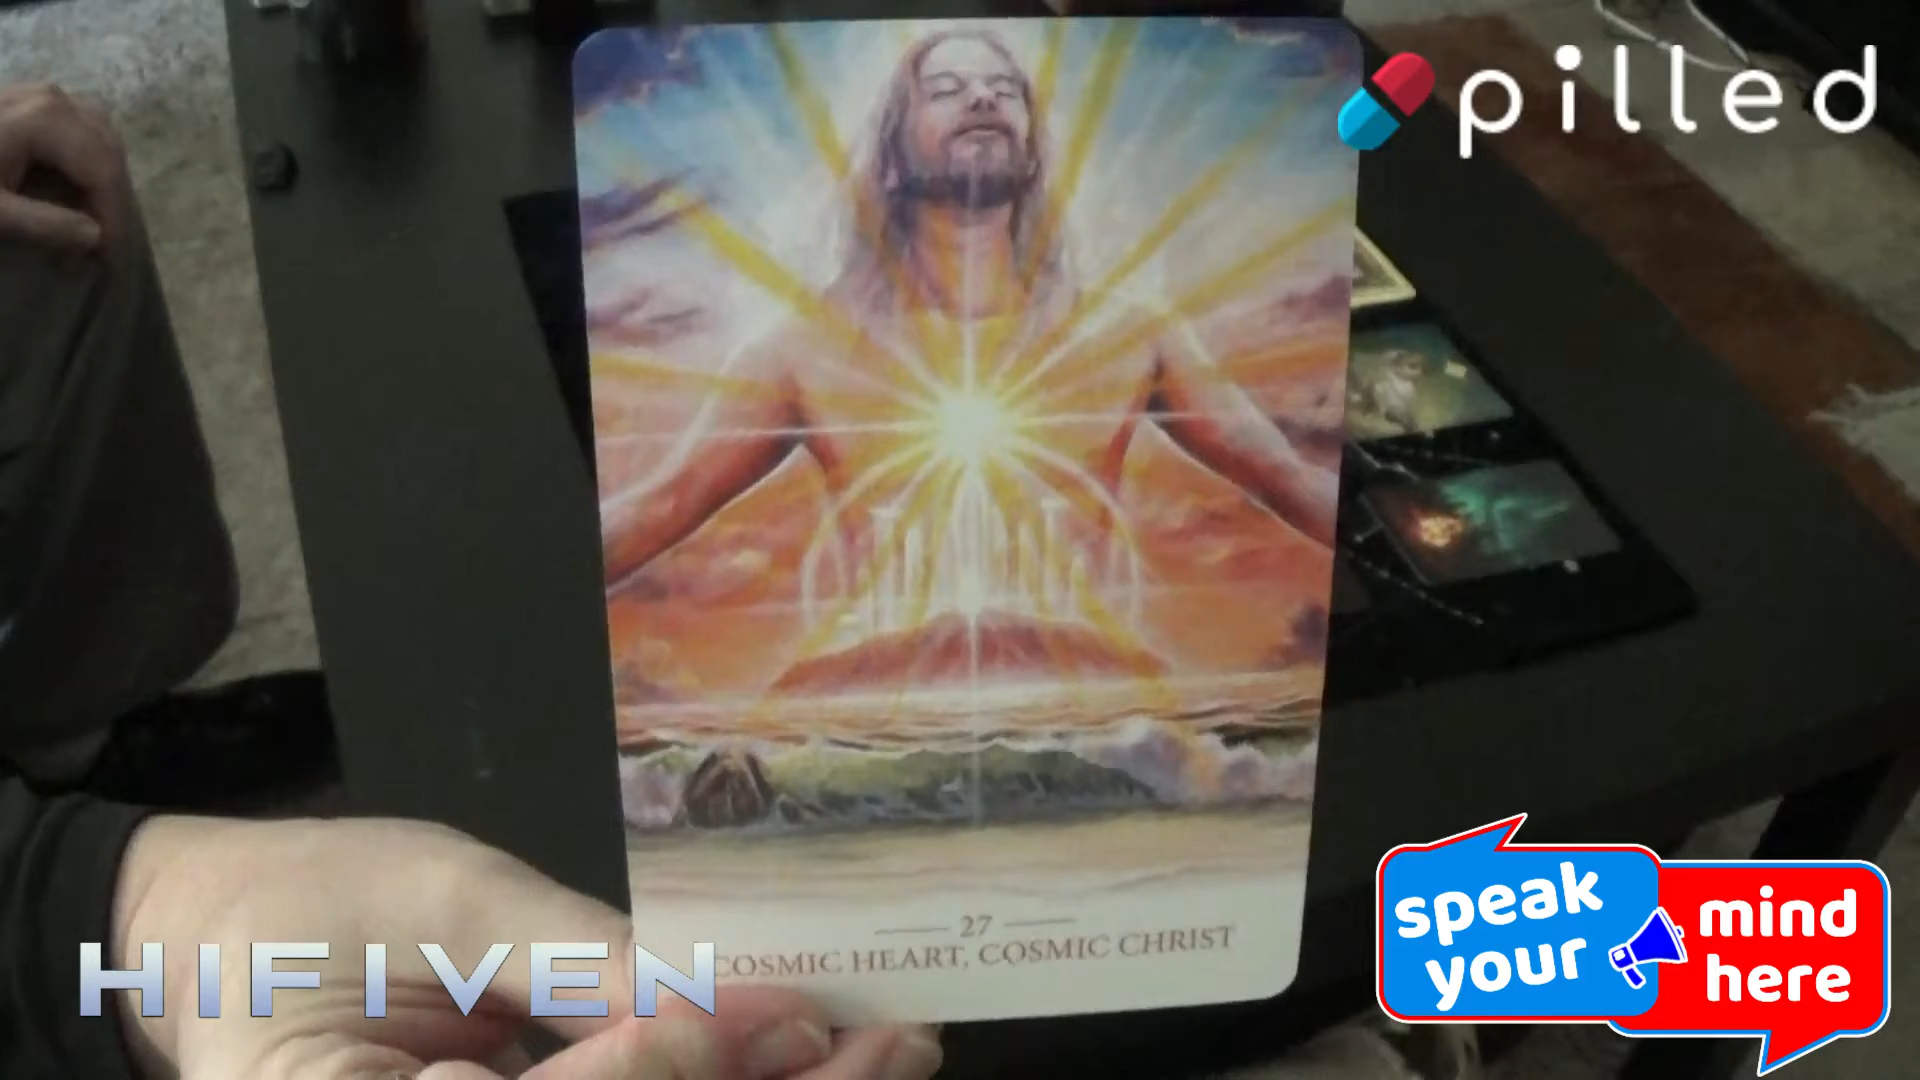 pilled
27
COSMIC HEART, COSMIC CHRIST
HIFIVEN
speak
your
mind
here